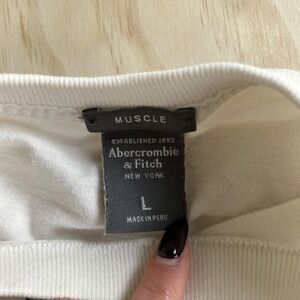 MUSCLE
ESTABLISHED 1892
Abercrombie
& Fitch
NEW YORK
L
MADE IN PERU